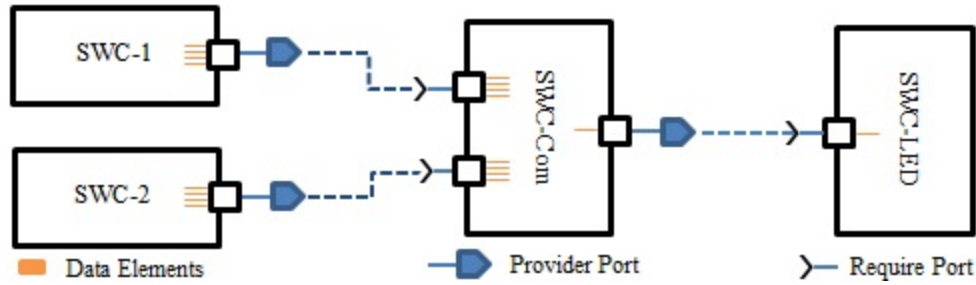 SWC-1
SWC-2
SWC-Com
SWC-LED
Data Elements
Provider Port
Require Port